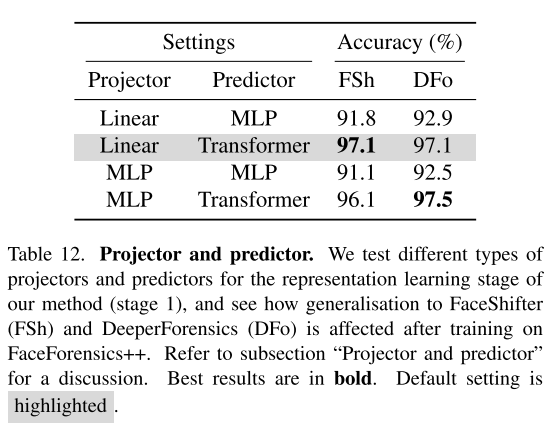 Settings Accuracy (%)
Projector Predictor FSh DFo
Linear MLP 91.8 92.9
Linear Transformer 97.1 97.1
MLP MLP 91.1 92.5
MLP Transformer 96.1 97.5
Table 12. Projector and predictor. We test different types of
projectors and predictors for the representation learning stage of
our method (stage 1), and see how generalisation to FaceShifter
(FSh) and DeeperForensics (DFo) is affected after training on
FaceForensics++. Refer to subsection “Projector and predictor”
for a discussion. Best results are in bold. Default setting is
highlighted .